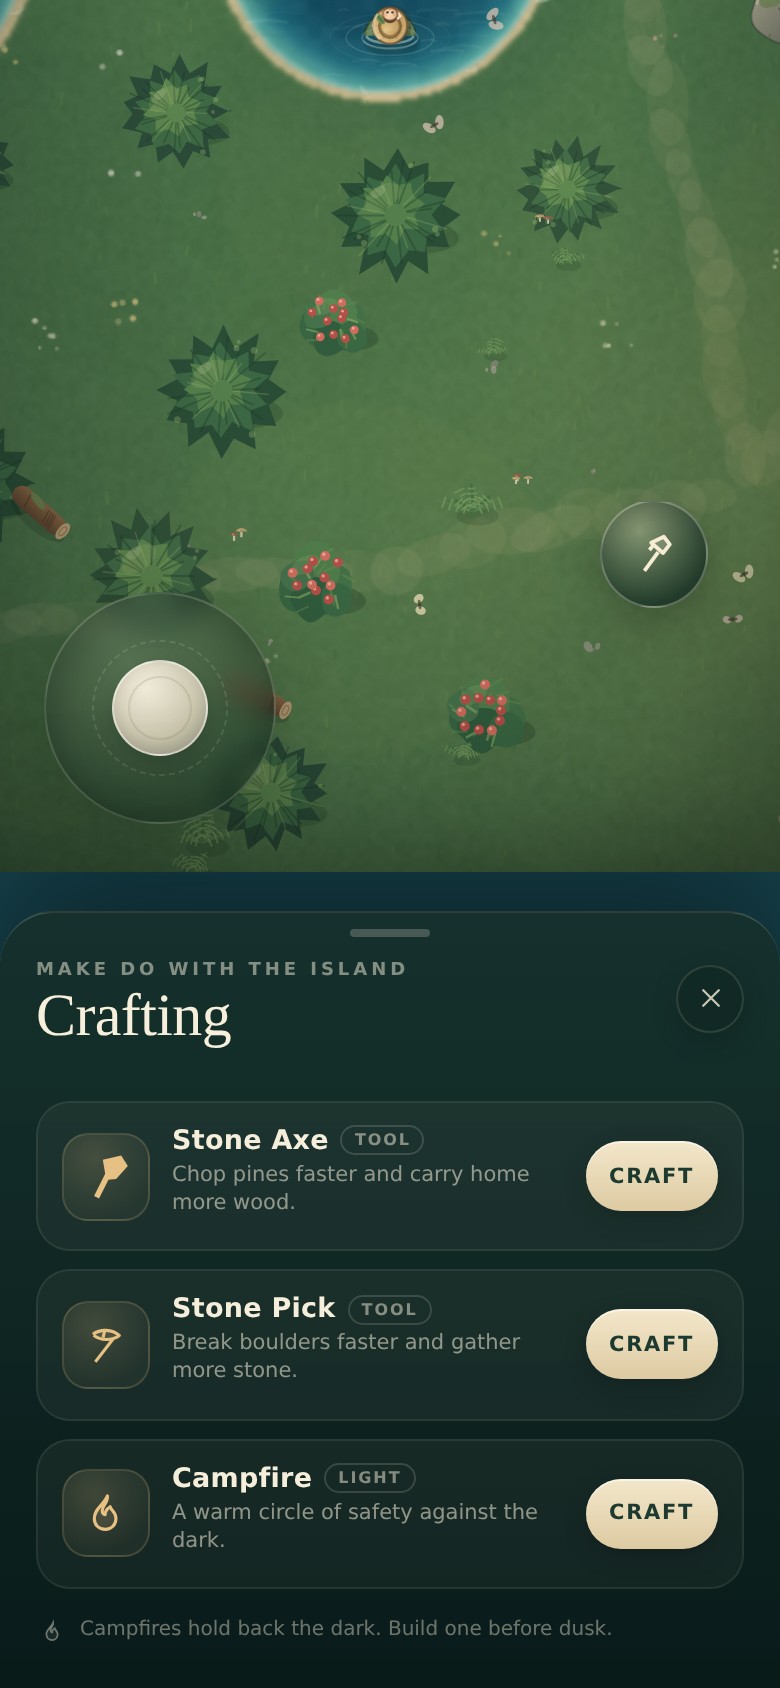 MAKE DO WITH THE ISLAND
Crafting
Stone Axe TOOL
Chop pines faster and carry home
more wood.
CRAFT
Stone Pick TOOL
Break boulders faster and gather
more stone.
CRAFT
Campfire LIGHT
A warm circle of safety against the
dark.
CRAFT
Campfires hold back the dark. Build one before dusk.